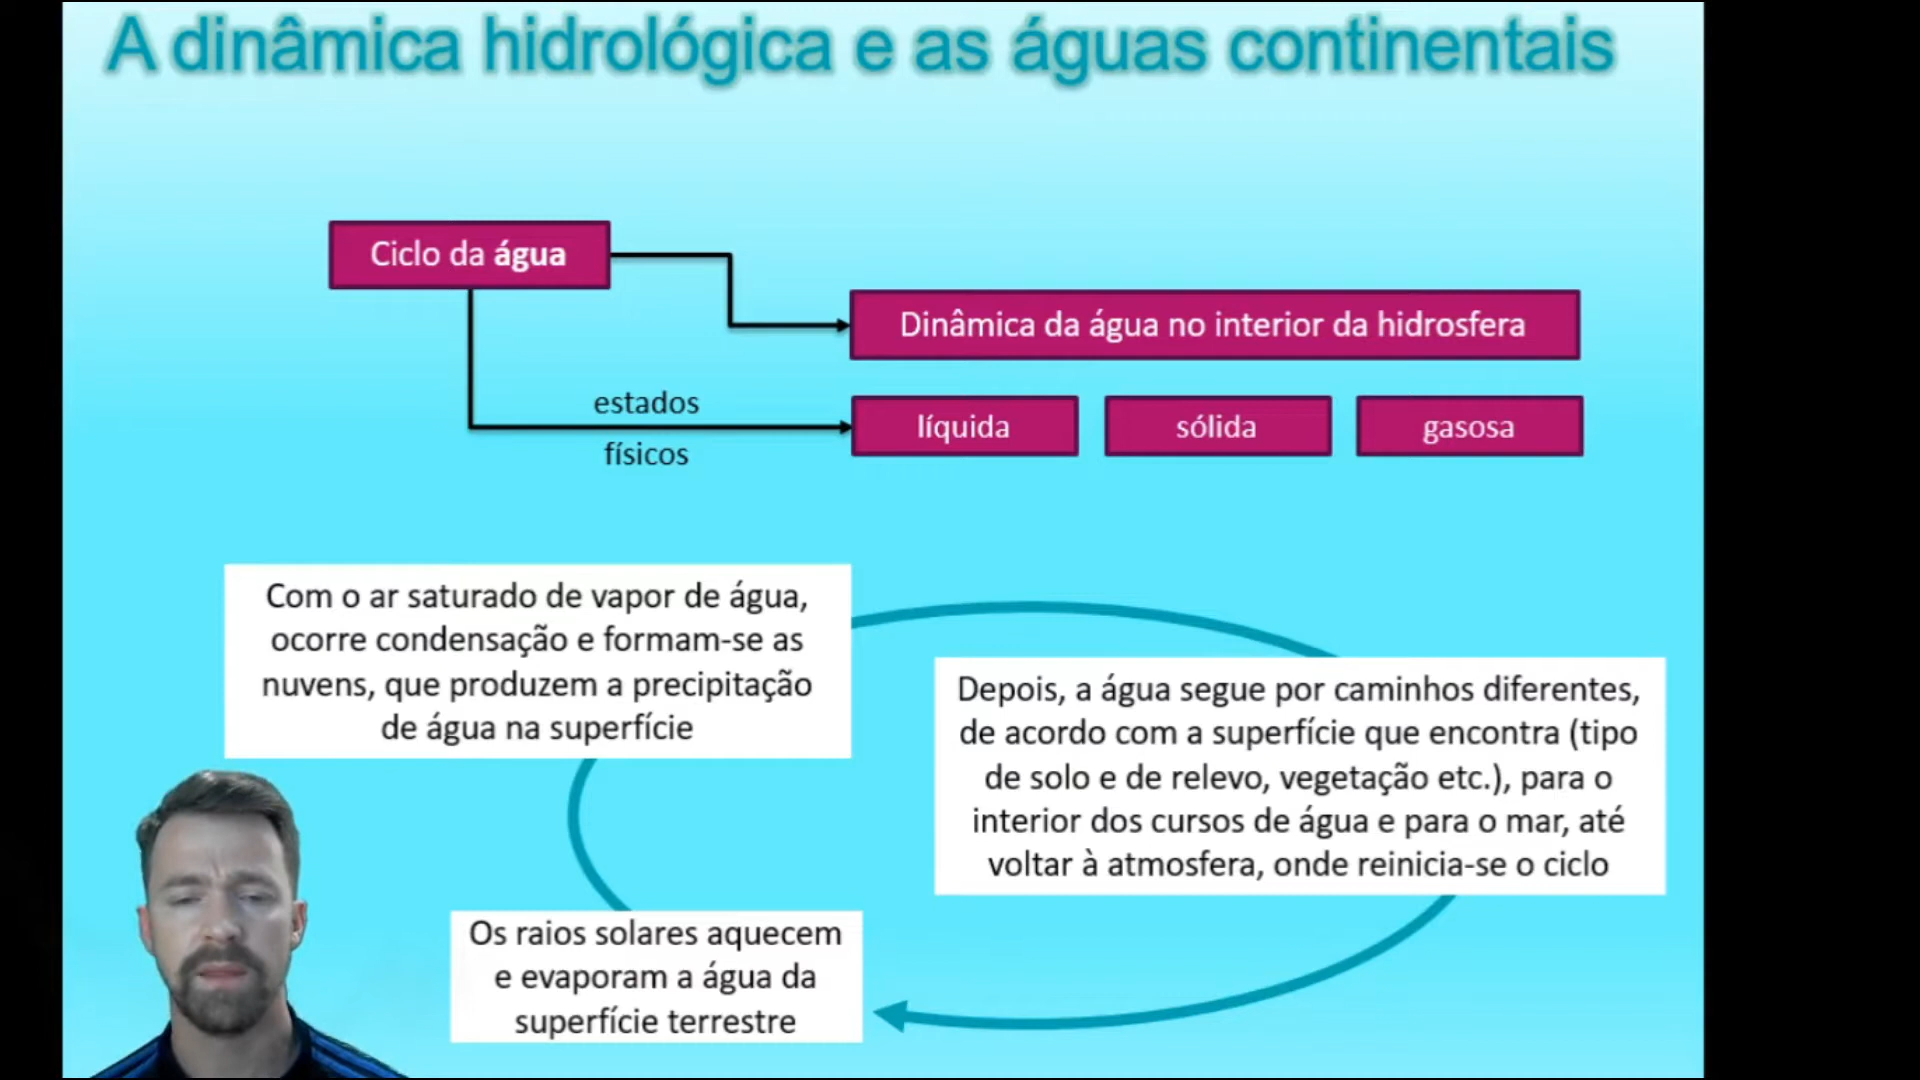 A dinâmica hidrológica e as águas continentais
Ciclo da água
Dinâmica da água no interior da hidrosfera
estados
físicos
líquida
sólida
gasosa
Com o ar saturado de vapor de água,
ocorre condensação e formam-se as
nuvens, que produzem a precipitação
de água na superfície
Depois, a água segue por caminhos diferentes,
de acordo com a superfície que encontra (tipo
de solo e de relevo, vegetação etc.), para o
interior dos cursos de água e para o mar, até
voltar à atmosfera, onde reinicia-se o ciclo
Os raios solares aquecem
e evaporam a água da
superfície terrestre